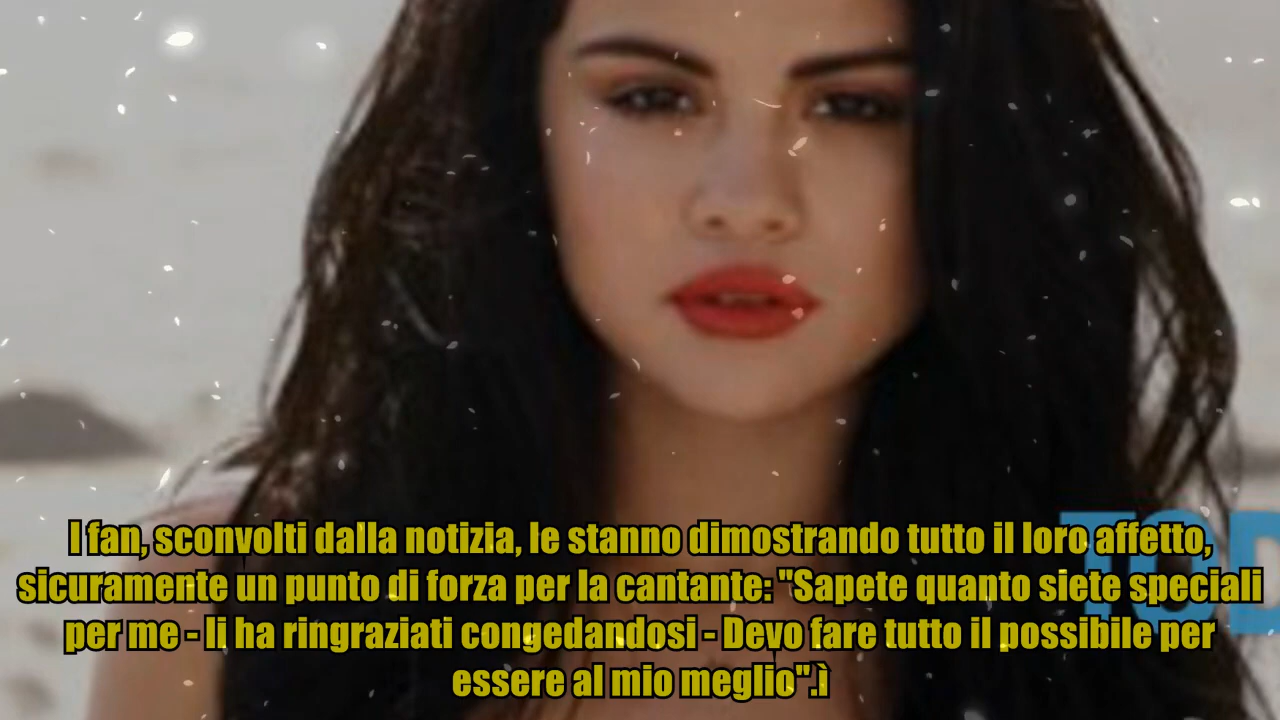 I fan, sconvolti dalla notizia, le stanno dimostrando tutto il loro affetto,
sicuramente un punto di forza per la cantante: "Sapete quanto siete speciali
per me - li ha ringraziati congedandosi - Devo fare tutto il possibile per
essere al mio meglio".ì
TOD